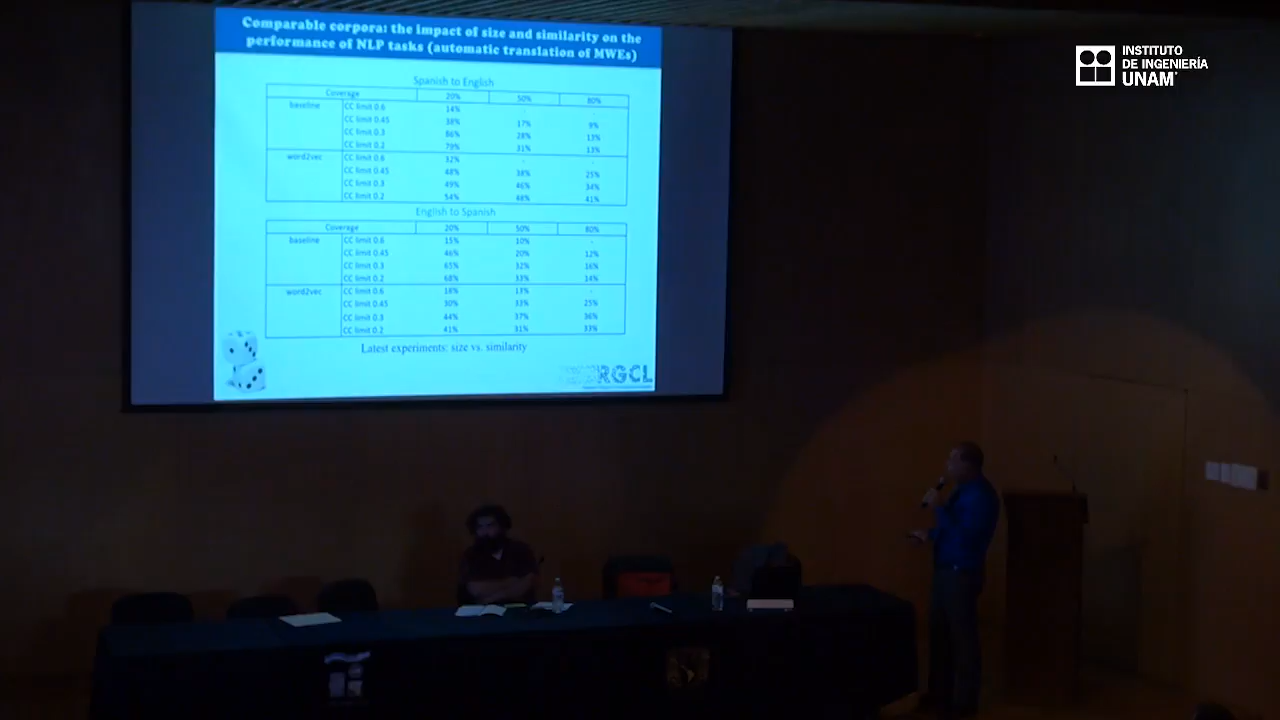 Comparable corpora: the impact of size and similarity on the
performance of NLP tasks (automatic translation of MWEs)
INSTITUTO
DE INGENIERÍA
UNAM
Spanish to English
Coverage 20% 50% 80%
baseline CC limit 0.6 14% - -
CC limit 0.45 38% 17% 9%
CC limit 0.3 86% 28% 13%
CC limit 0.2 79% 31% 13%
word2vec CC limit 0.6 32% - -
CC limit 0.45 48% 38% 25%
CC limit 0.3 49% 46% 34%
CC limit 0.2 54% 48% 41%
English to Spanish
Coverage 20% 50% 80%
baseline CC limit 0.6 15% 10% -
CC limit 0.45 46% 20% 12%
CC limit 0.3 65% 32% 16%
CC limit 0.2 68% 33% 14%
word2vec CC limit 0.6 18% 13% -
CC limit 0.45 30% 33% 25%
CC limit 0.3 44% 37% 36%
CC limit 0.2 41% 31% 33%
Latest experiments: size vs. similarity
RGCL